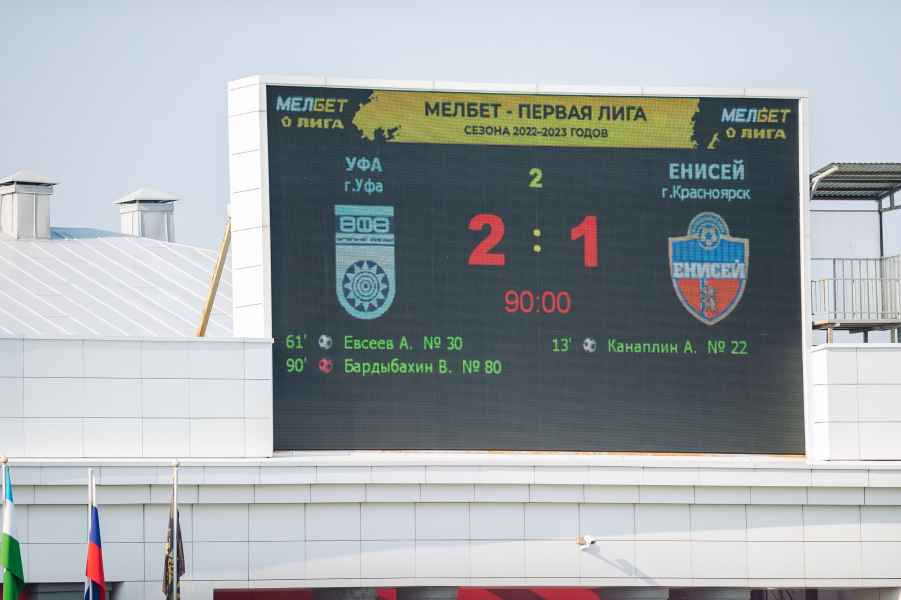 МЕЛБЕТ
ЛИГА
МЕЛБЕТ - ПЕРВАЯ ЛИГА
СЕЗОНА 2022-2023 ГОДОВ
МЕЛБЕТ
ЛИГА
УФА
г.Уфа
2
ЕНИСЕЙ
г.Красноярск
2 : 1
ЕНИСЕЙ
90:00
61' Евсеев А. № 30
90' Бардыбахин В. № 80
13' Канаплин А. № 22